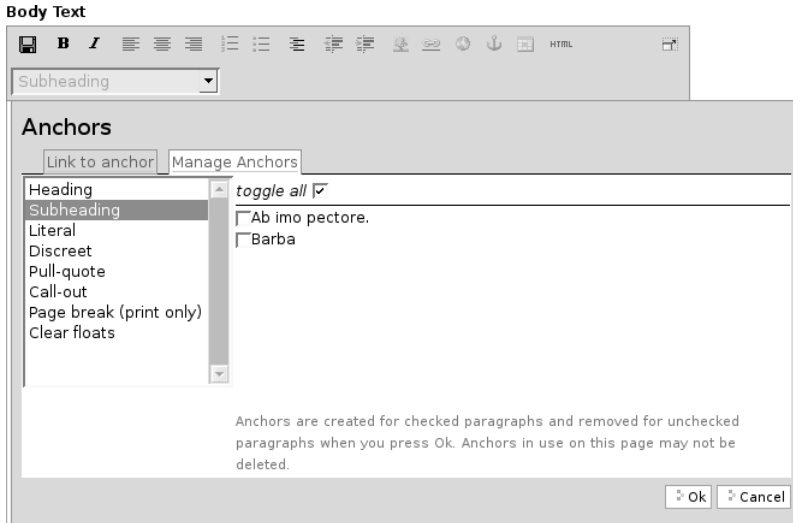 Body Text
B I HTML
Subheading
Anchors
Link to anchor Manage Anchors
Heading
Subheading
Literal
Discreet
Pull-quote
Call-out
Page break (print only)
Clear floats
toggle all
Ab imo pectore.
Barba
Anchors are created for checked paragraphs and removed for unchecked
paragraphs when you press Ok. Anchors in use on this page may not be
deleted.
Ok Cancel